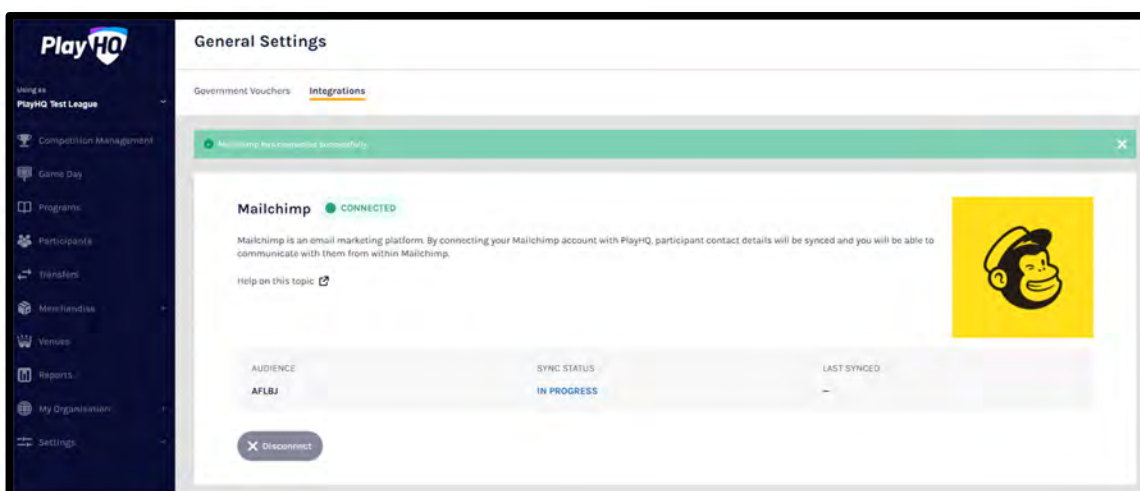 PlayHQ
General Settings
Using as
PlayHQ Test League
Government Vouchers Integrations
Competition Management
Mailchimp has connected successfully
Game Day
Programs
Mailchimp CONNECTED
Participants
Mailchimp is an email marketing platform. By connecting your Mailchimp account with PlayHQ, participant contact details will be synced and you will be able to
communicate with them from within Mailchimp.
Transfers
Help on this topic
Merchandise
Venues
Reports
AUDIENCE SYNC STATUS LAST SYNCED
AFLBJ IN PROGRESS –
My Organisation
Settings
Disconnect